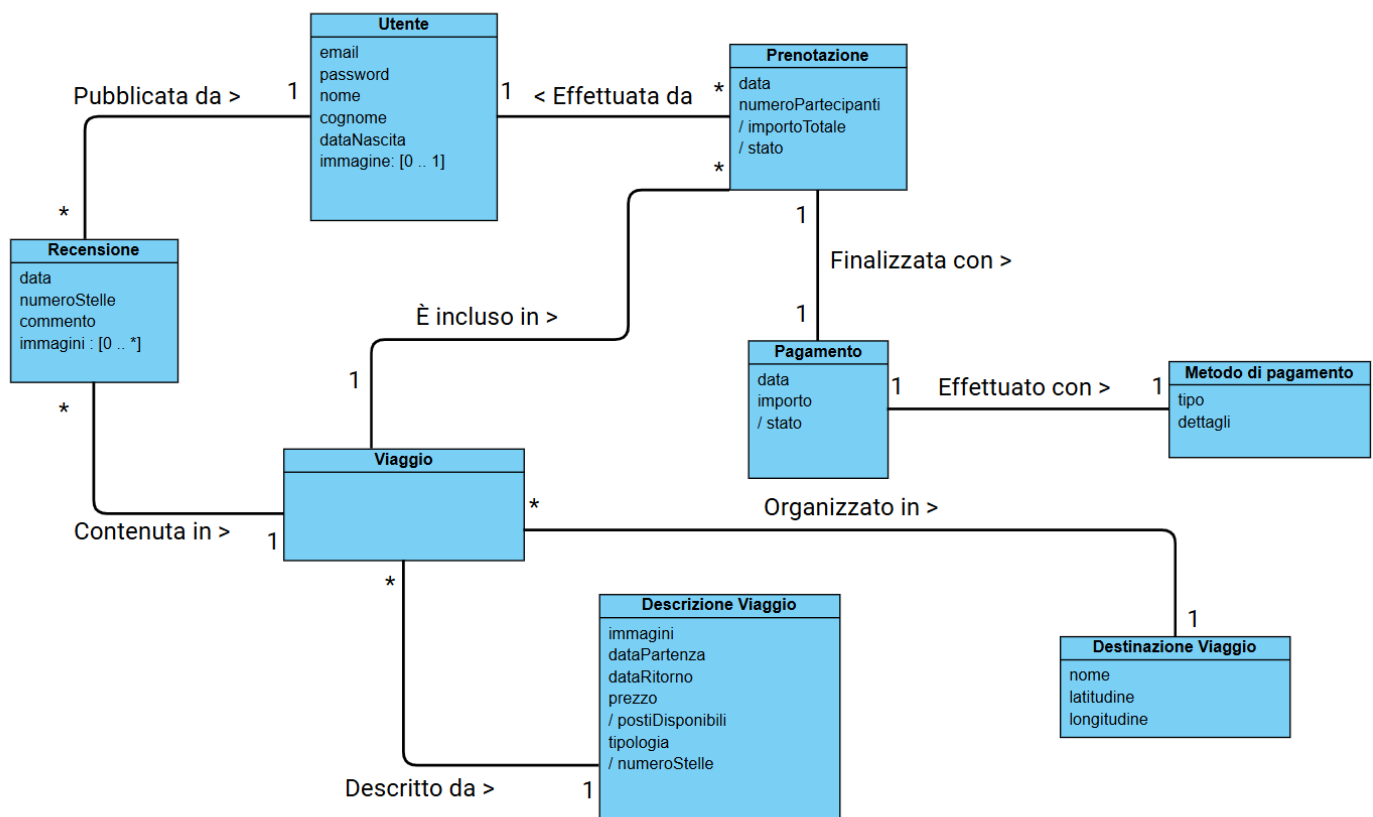 Utente
email
password
nome
cognome
dataNascita
immagine: [0 .. 1]
Prenotazione
data
numeroPartecipanti
/ importoTotale
/ stato
Pubblicata da >
1
1
< Effettuata da
*
*
*
Recensione
data
numeroStelle
commento
immagini : [0 .. *]
1
Finalizzata con >
1
È incluso in >
1
Pagamento
data
importo
/ stato
1
Effettuato con >
1
Metodo di pagamento
tipo
dettagli
*
Viaggio
Contenuta in >
1
*
Organizzato in >
1
*
Descrizione Viaggio
immagini
dataPartenza
dataRitorno
prezzo
/ postiDisponibili
tipologia
/ numeroStelle
Descritto da >
1
Destinazione Viaggio
nome
latitudine
longitudine